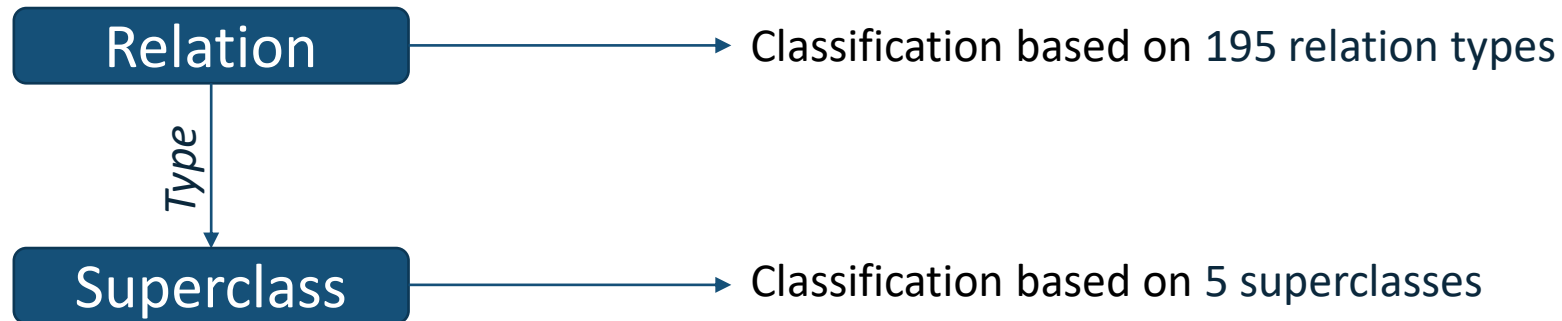 Relation
Classification based on 195 relation types
Type
Superclass
Classification based on 5 superclasses